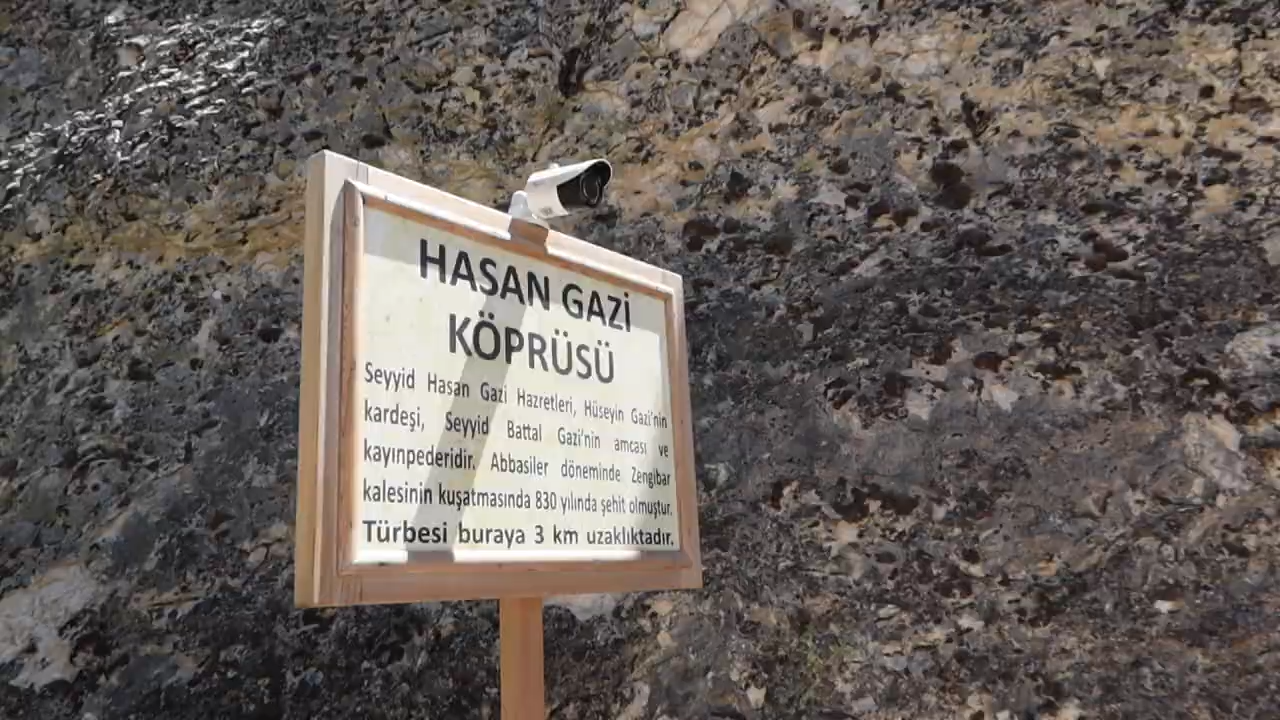 HASAN GAZİ
KÖPRÜSÜ
Seyyid Hasan Gazi Hazretleri, Hüseyin Gazi'nin
kardeşi, Seyyid Battal Gazi'nin amcası ve
kayınpederidir. Abbasiler döneminde Zengibar
kalesinin kuşatmasında 830 yılında şehit olmuştur.
Türbesi buraya 3 km uzaklıktadır.